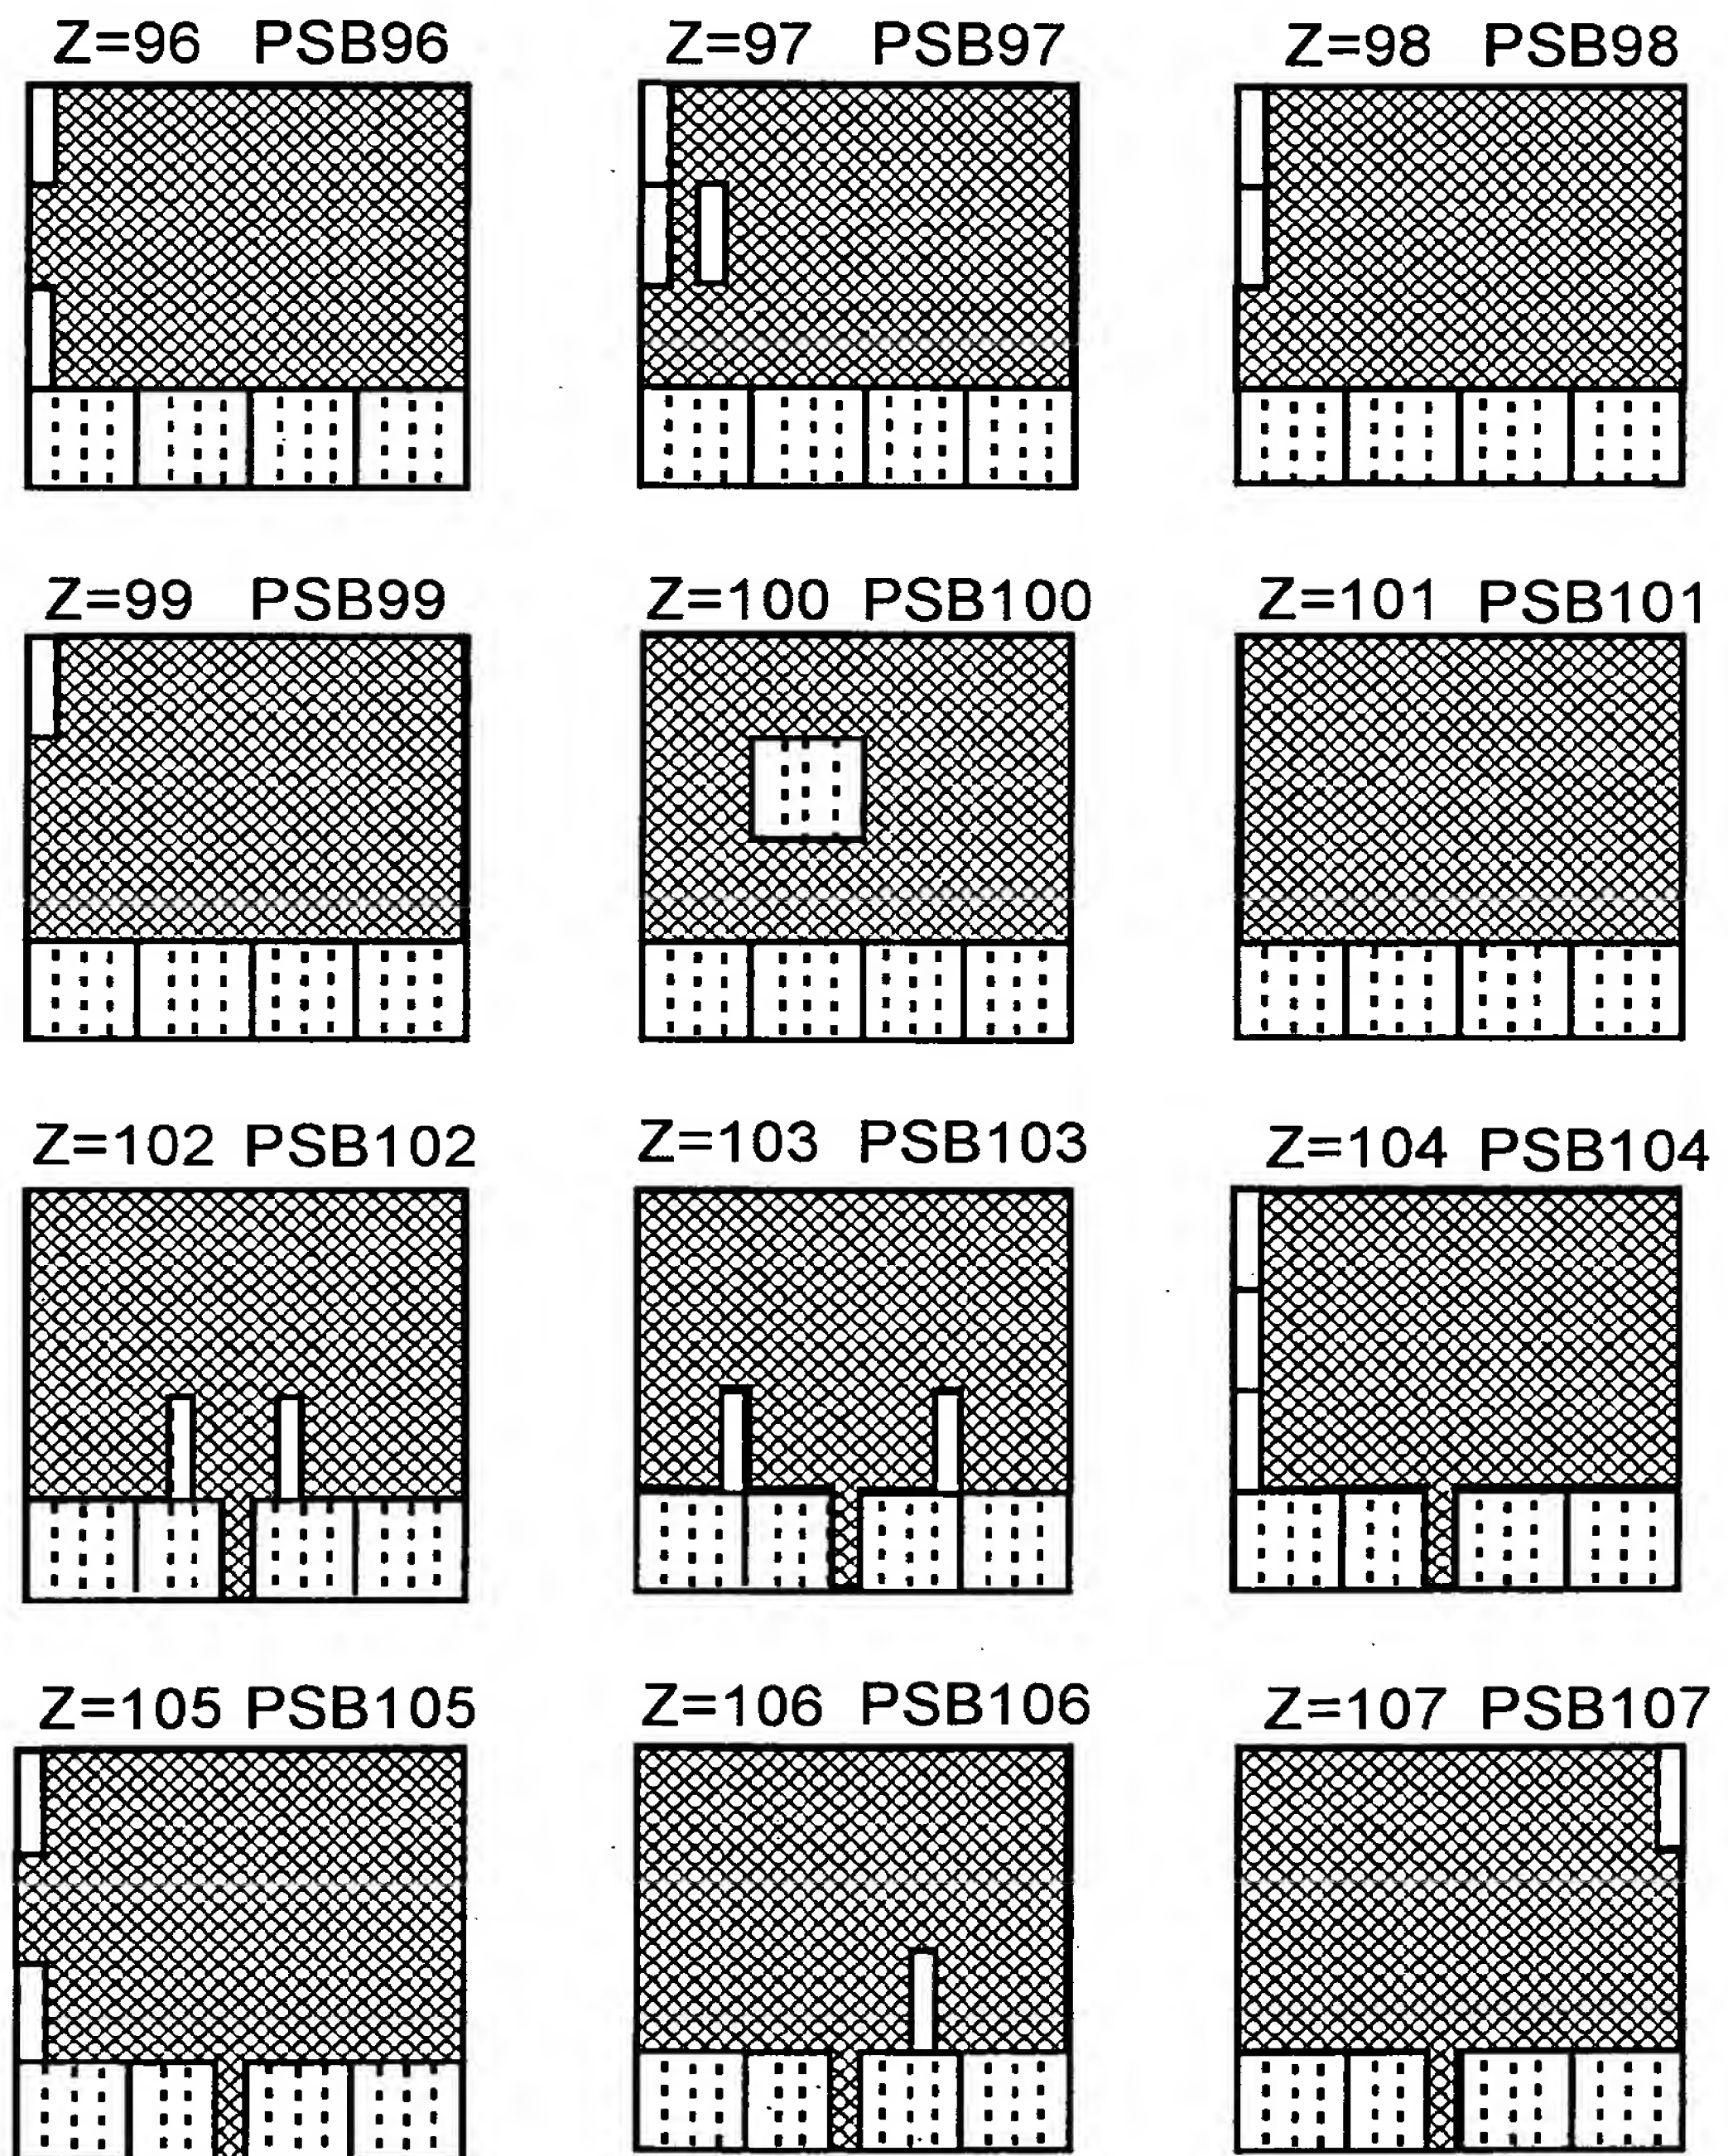 Z=96 PSB96
Z=97 PSB97
Z=98 PSB98
Z=99 PSB99
Z=100 PSB100
Z=101 PSB101
Z=102 PSB102
Z=103 PSB103
Z=104 PSB104
Z=105 PSB105
Z=106 PSB106
Z=107 PSB107